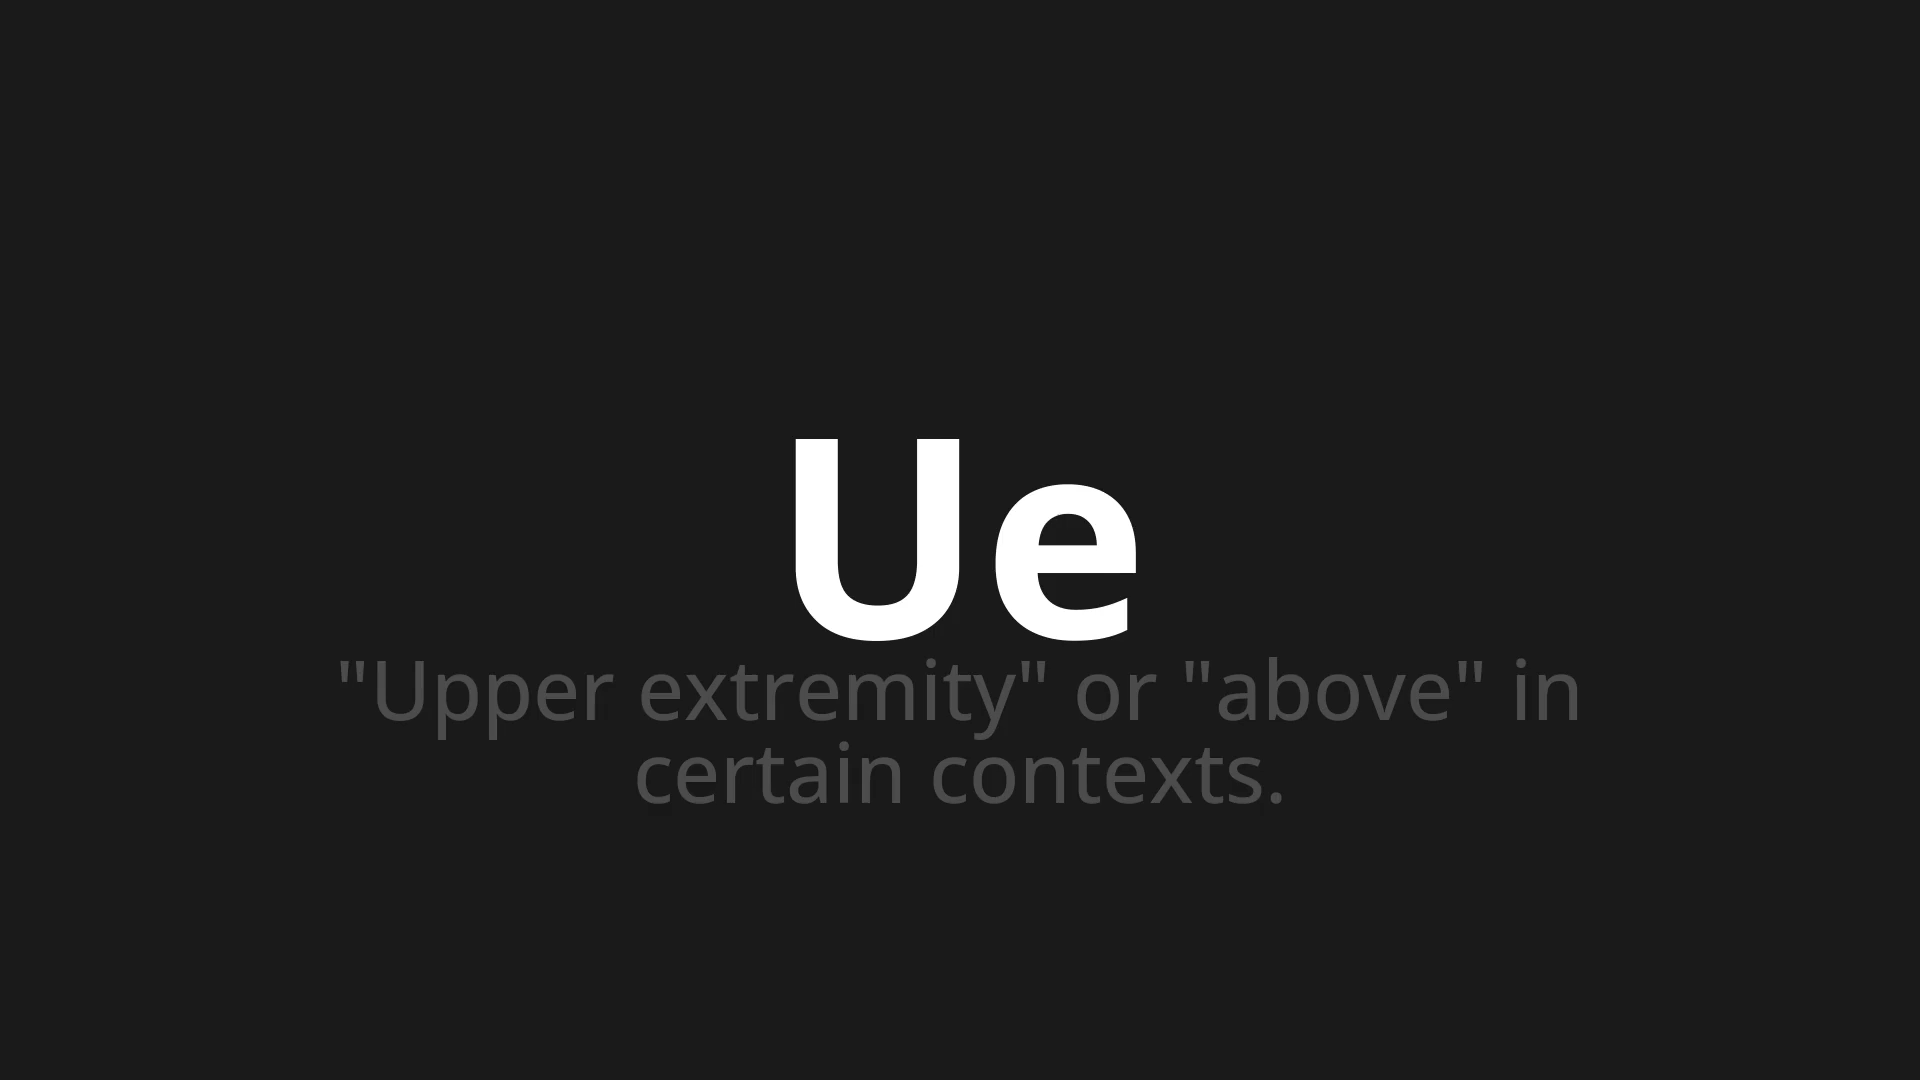 Ue
"Upper extremity" or "above" in
certain contexts.